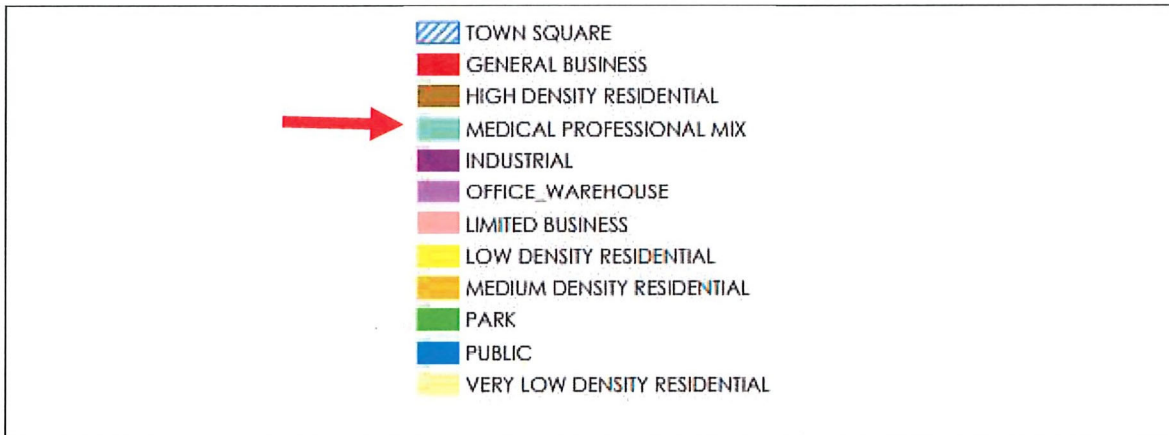 TOWN SQUARE
GENERAL BUSINESS
HIGH DENSITY RESIDENTIAL
MEDICAL PROFESSIONAL MIX
INDUSTRIAL
OFFICE_WAREHOUSE
LIMITED BUSINESS
LOW DENSITY RESIDENTIAL
MEDIUM DENSITY RESIDENTIAL
PARK
PUBLIC
VERY LOW DENSITY RESIDENTIAL